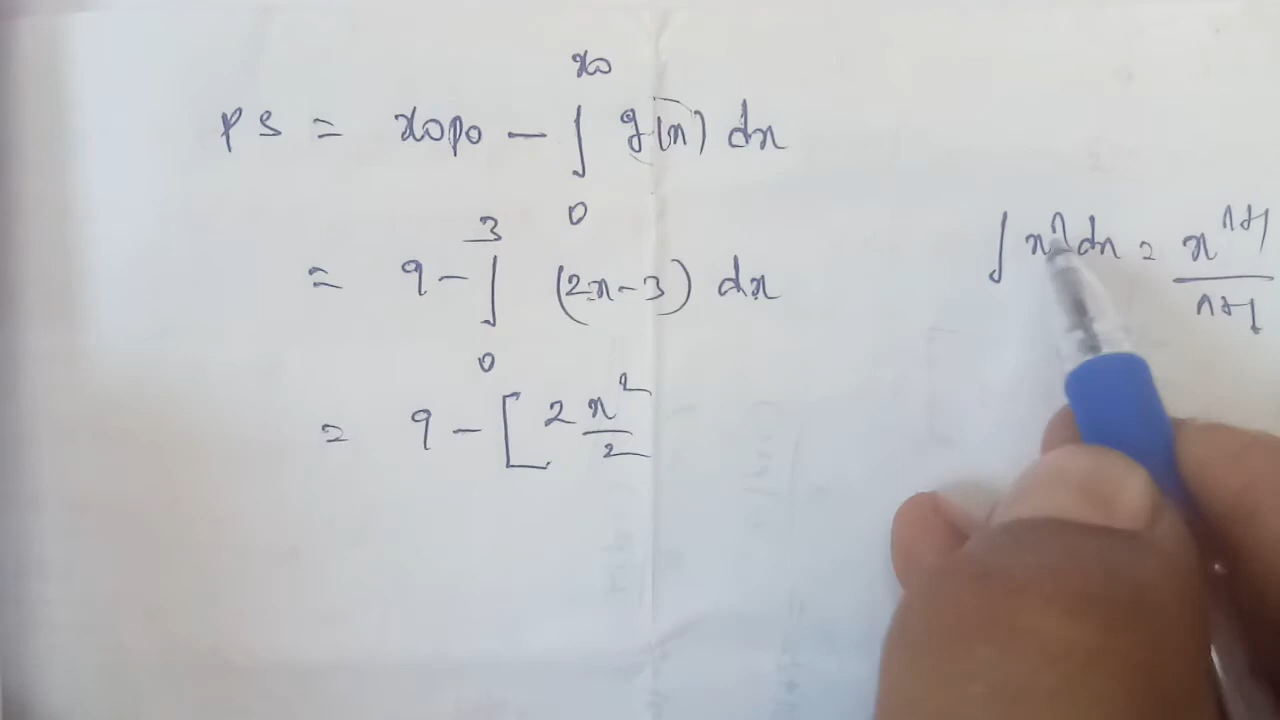 PS = x₀p₀ − ∫₀^x₀ g(x) dx
= 9 − ∫₀^3 (2x−3) dx
= 9 − [2 x²/2
∫ xⁿ dx = xⁿ⁺¹/n+1